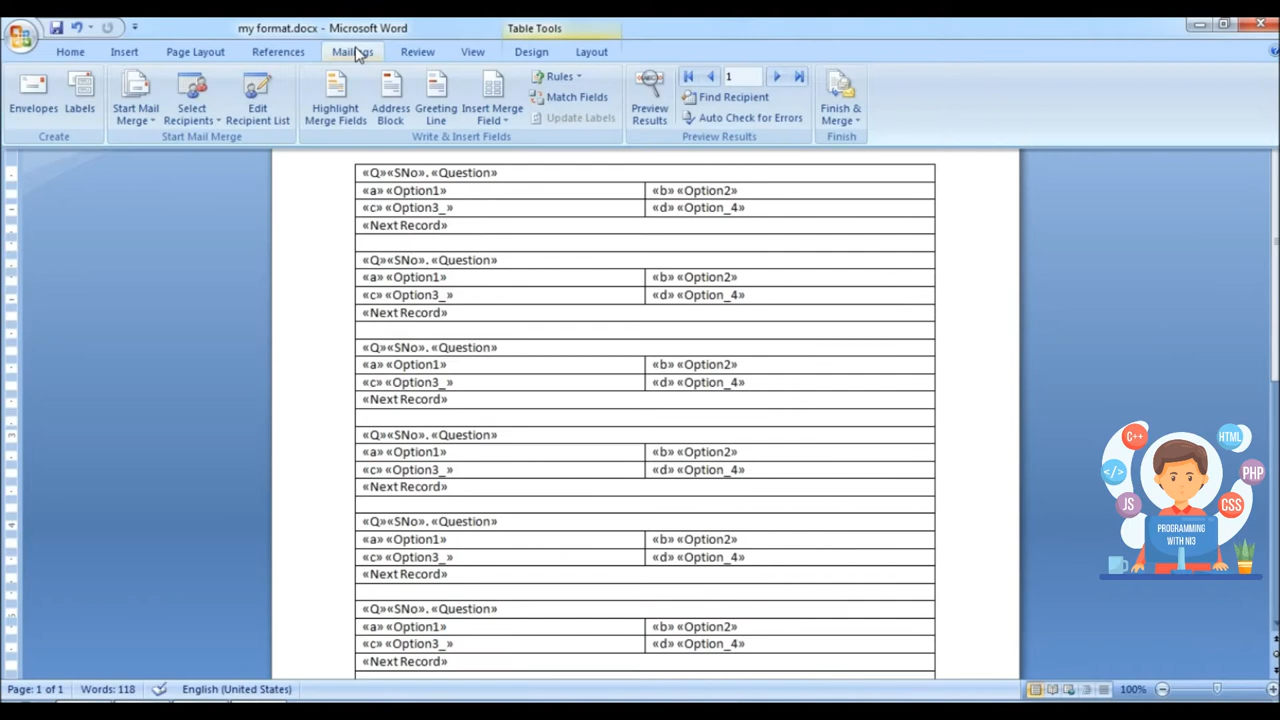 my format.docx - Microsoft Word
Table Tools
Home Insert Page Layout References Mailings Review View Design Layout
Envelopes Labels
Create
Start Mail Merge
Select Recipients
Edit Recipient List
Start Mail Merge
Highlight Merge Fields
Address Block
Greeting Line
Insert Merge Field
Rules
Match Fields
Update Labels
Write & Insert Fields
ABC
Preview Results
1
Find Recipient
Auto Check for Errors
Preview Results
Finish & Merge
Finish
«Q»«SNo». «Question»
«a» «Option1» «b» «Option2»
«c» «Option3_» «d» «Option_4»
«Next Record»
«Q»«SNo». «Question»
«a» «Option1» «b» «Option2»
«c» «Option3_» «d» «Option_4»
«Next Record»
«Q»«SNo». «Question»
«a» «Option1» «b» «Option2»
«c» «Option3_» «d» «Option_4»
«Next Record»
«Q»«SNo». «Question»
«a» «Option1» «b» «Option2»
«c» «Option3_» «d» «Option_4»
«Next Record»
«Q»«SNo». «Question»
«a» «Option1» «b» «Option2»
«c» «Option3_» «d» «Option_4»
«Next Record»
«Q»«SNo». «Question»
«a» «Option1» «b» «Option2»
«c» «Option3_» «d» «Option_4»
«Next Record»
C++ HTML
</> PHP
JS CSS
PROGRAMMING
WITH NI3
Page: 1 of 1 Words: 118 English (United States) 100%